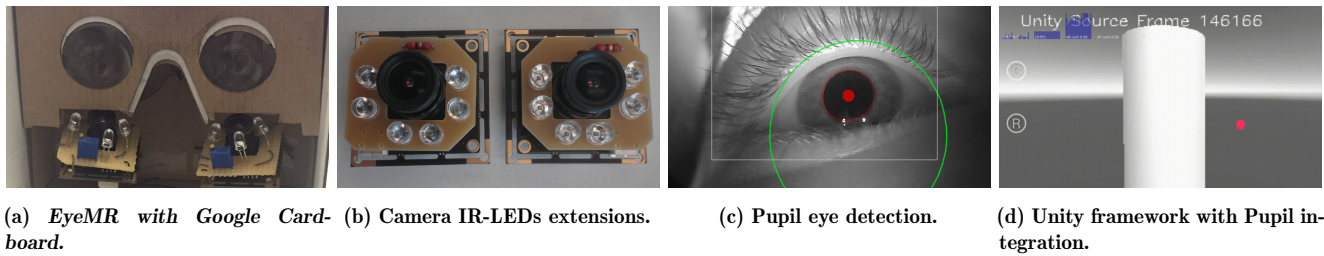 Unity Source Frame 146166
C
R
(a) EyeMR with Google Card-
board.
(b) Camera IR-LEDs extensions.
(c) Pupil eye detection.
(d) Unity framework with Pupil in-
tegration.